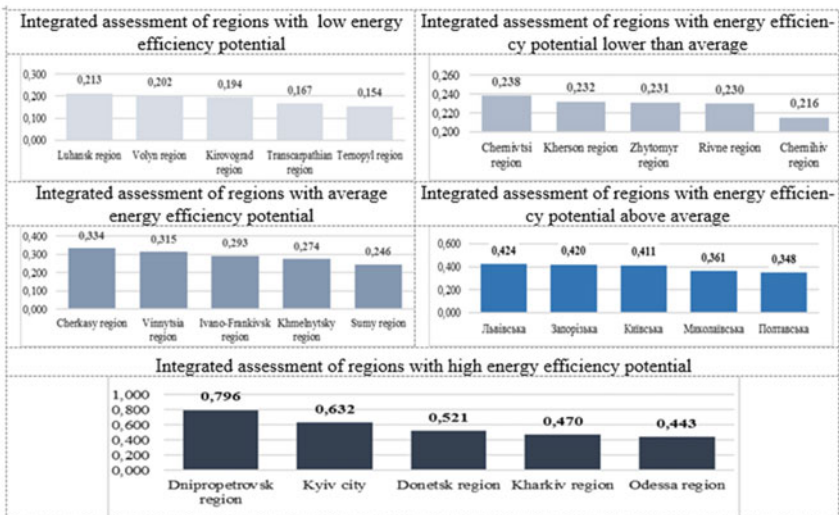 Integrated assessment of regions with low energy
efficiency potential
0,300
0,200
0,100
0,000
0,213
0,202
0,194
0,167
0,154
Luhansk region
Volyn region
Kirovograd
region
Transcarpathian
region
Ternopyl region
Integrated assessment of regions with energy efficien-
cy potential lower than average
0,260
0,240
0,220
0,200
0,238
0,232
0,231
0,230
0,216
Chernivtsi
region
Kherson region
Zhytomyr
region
Rivne region
Chernihiv
region
Integrated assessment of regions with average
energy efficiency potential
0,400
0,300
0,200
0,100
0,000
0,334
0,315
0,293
0,274
0,246
Cherkasy region
Vinnytsia
region
Ivano-Frankivsk
region
Khmelnytsky
region
Sumy region
Integrated assessment of regions with energy efficien-
cy potential above average
0,600
0,400
0,200
0,000
0,424
0,420
0,411
0,361
0,348
Львівська
Запорізька
Київська
Миколаївська
Полтавська
Integrated assessment of regions with high energy efficiency potential
1,000
0,800
0,600
0,400
0,200
0,000
0,796
0,632
0,521
0,470
0,443
Dnipropetrovsk
region
Kyiv city
Donetsk region
Kharkiv region
Odessa region